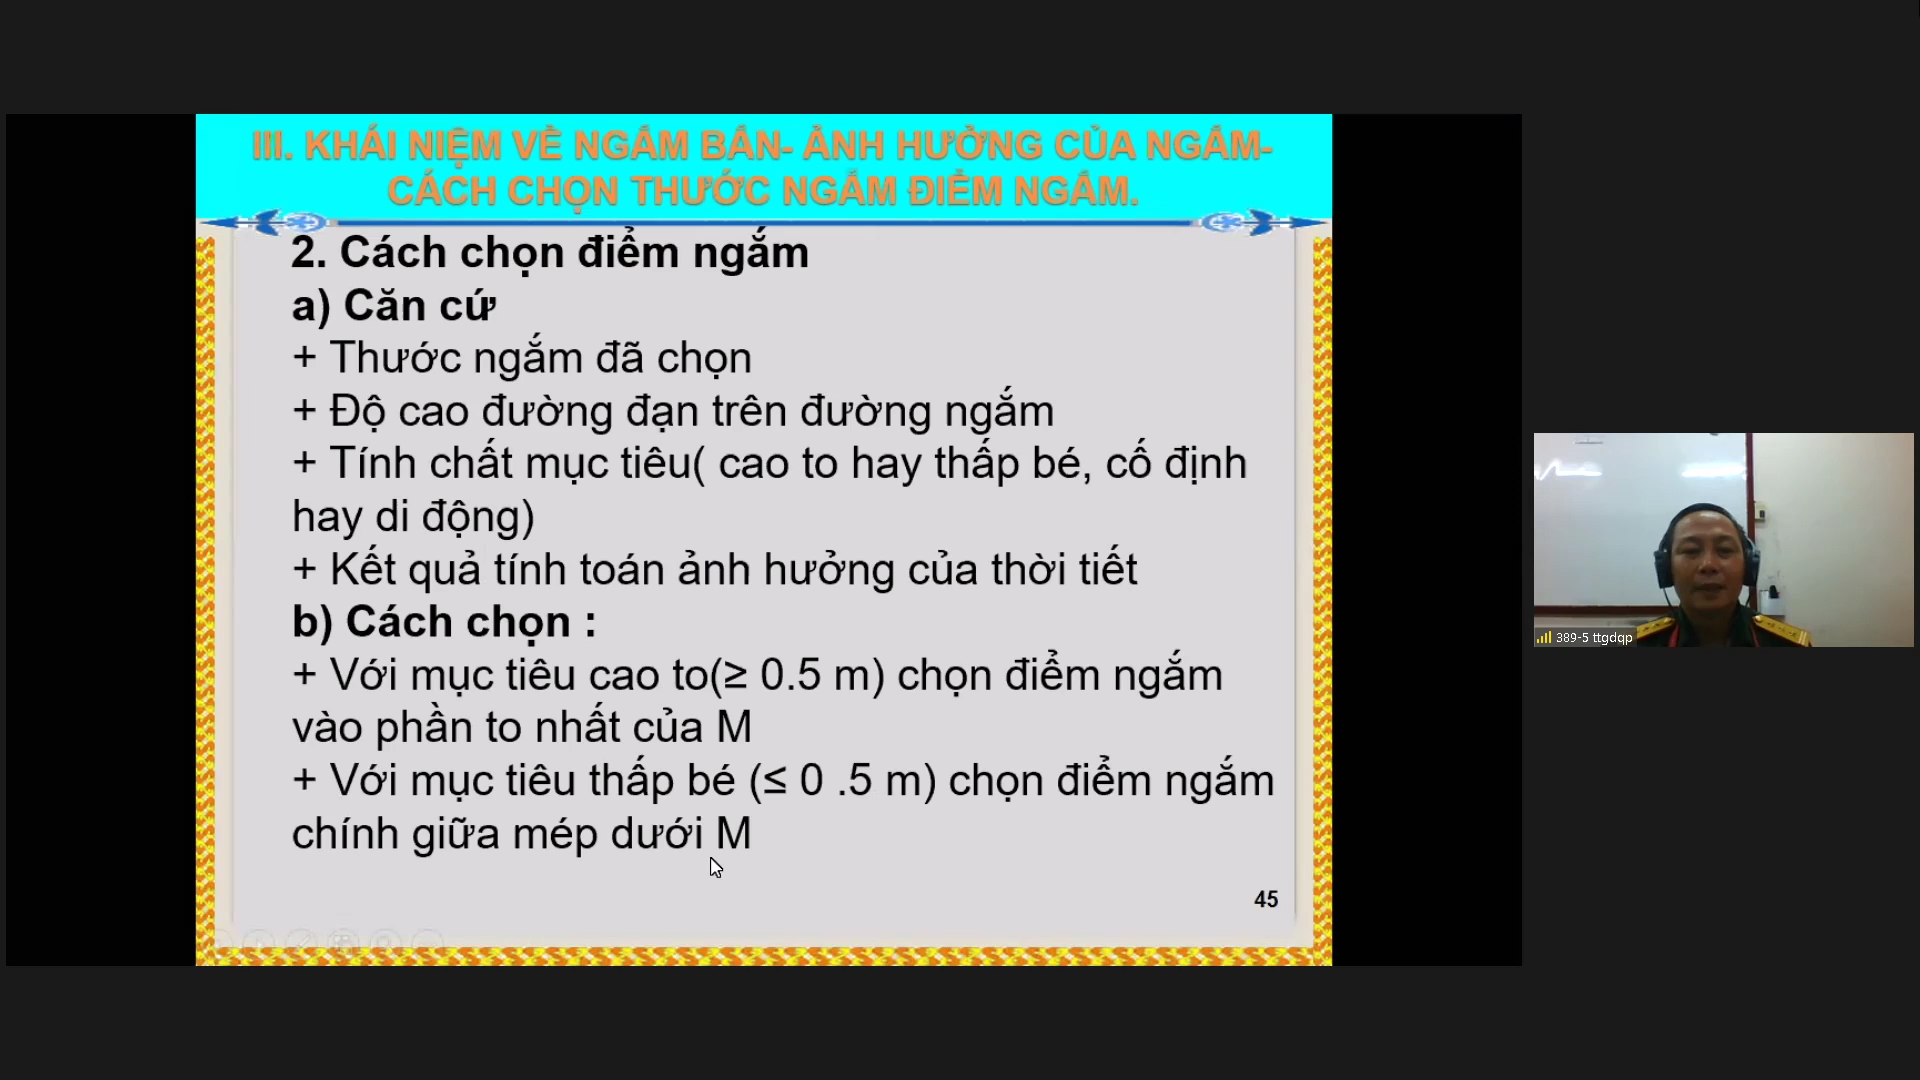 III. KHÁI NIỆM VỀ NGẮM BẮN- ẢNH HƯỞNG CỦA NGẮM-
CÁCH CHỌN THƯỚC NGẮM ĐIỂM NGẮM.
2. Cách chọn điểm ngắm
a) Căn cứ
+ Thước ngắm đã chọn
+ Độ cao đường đạn trên đường ngắm
+ Tính chất mục tiêu( cao to hay thấp bé, cố định
hay di động)
+ Kết quả tính toán ảnh hưởng của thời tiết
b) Cách chọn :
+ Với mục tiêu cao to(≥ 0.5 m) chọn điểm ngắm
vào phần to nhất của M
+ Với mục tiêu thấp bé (≤ 0 .5 m) chọn điểm ngắm
chính giữa mép dưới M
45
389-5 ttgdqp